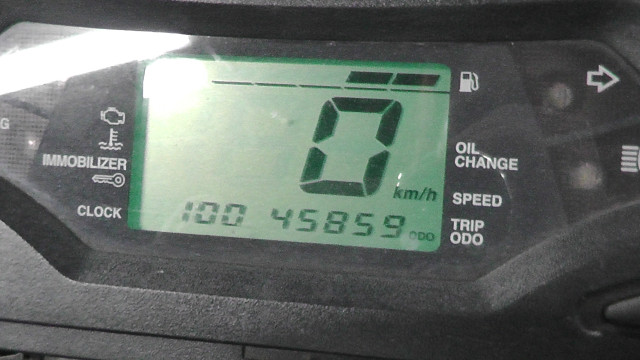 G
IMMOBILIZER
CLOCK
0
km/h
100 45859 ODO
OIL
CHANGE
SPEED
TRIP
ODO